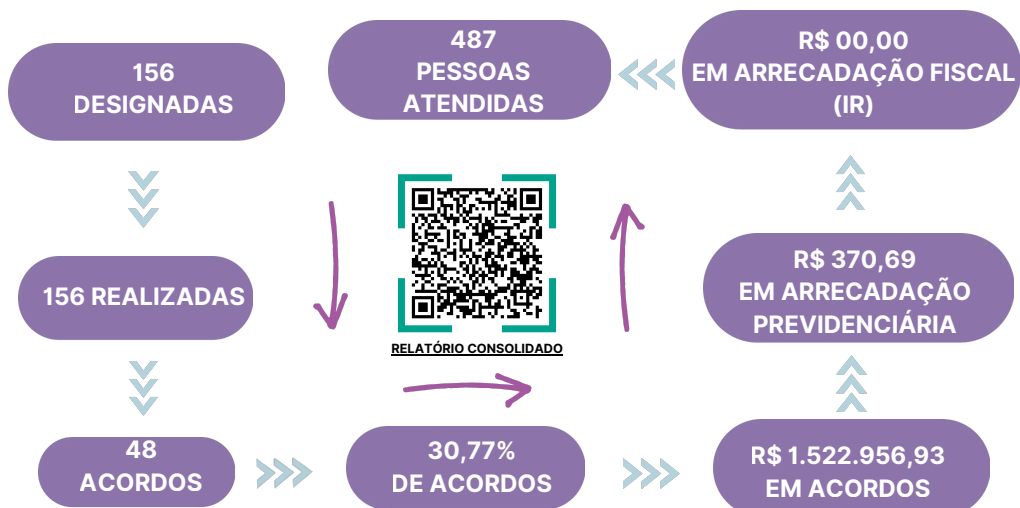 156
DESIGNADAS
156 REALIZADAS
48
ACORDOS
30,77%
DE ACORDOS
R$ 1.522.956,93
EM ACORDOS
R$ 370,69
EM ARRECADAÇÃO
PREVIDENCIÁRIA
R$ 00,00
EM ARRECADAÇÃO FISCAL
(IR)
487
PESSOAS
ATENDIDAS
RELATÓRIO CONSOLIDADO